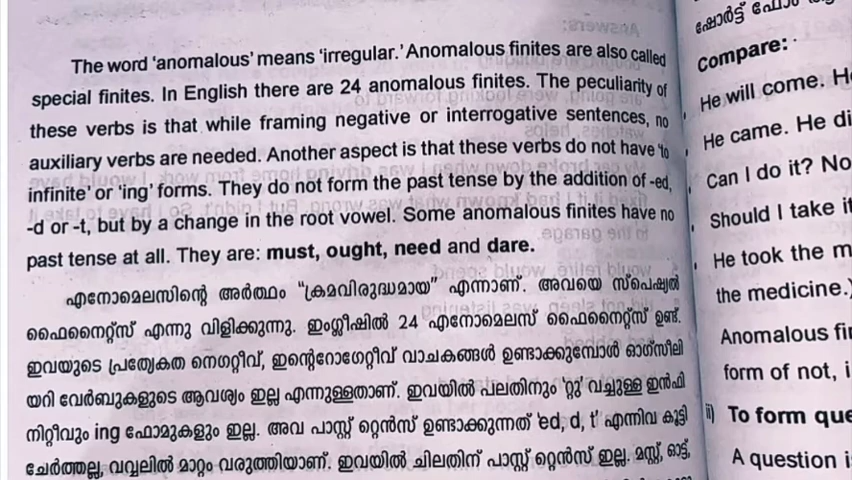 The word 'anomalous' means 'irregular.' Anomalous finites are also called
special finites. In English there are 24 anomalous finites. The peculiarity of
these verbs is that while framing negative or interrogative sentences, no
auxiliary verbs are needed. Another aspect is that these verbs do not have 'to
infinite' or 'ing' forms. They do not form the past tense by the addition of -ed,
-d or -t, but by a change in the root vowel. Some anomalous finites have no
past tense at all. They are: must, ought, need and dare.
എനോമെലസിന്റെ അർത്ഥം "ക്രമവിരുദ്ധമായ" എന്നാണ്. അവയെ സ്പെഷ്യൽ
ഫൈനൈറ്റ്സ് എന്നു വിളിക്കുന്നു. ഇംഗ്ലീഷിൽ 24 എനോമെലസ് ഫൈനൈറ്റ്സ് ഉണ്ട്.
ഇവയുടെ പ്രത്യേകത നെഗറ്റീവ്, ഇന്റെറോഗേറ്റീവ് വാചകങ്ങൾ ഉണ്ടാക്കുമ്പോൾ ഓഗ്സീലി
യറി വേർബുകളുടെ ആവശ്യം ഇല്ല എന്നുള്ളതാണ്. ഇവയിൽ പലതിനും 'റ്റു' വച്ചുള്ള ഇൻഫി
നിറ്റീവും ing ഫോമുകളും ഇല്ല. അവ പാസ്റ്റ് റ്റെൻസ് ഉണ്ടാക്കുന്നത് 'ed, d, t' എന്നിവ കൂട്ടി
ചേർത്തല്ല, വവ്വലിൽ മാറ്റം വരുത്തിയാണ്. ഇവയിൽ ചിലതിന് പാസ്റ്റ് റ്റെൻസ് ഇല്ല. മസ്റ്റ്, ഓട്ട്,
ഷോർട്ട്
compare:
He will come. He
He came. He di
Can I do it? No
Should I take it
He took the m
the medicine.)
Anomalous fin
form of not, i
ii) To form que
A question i